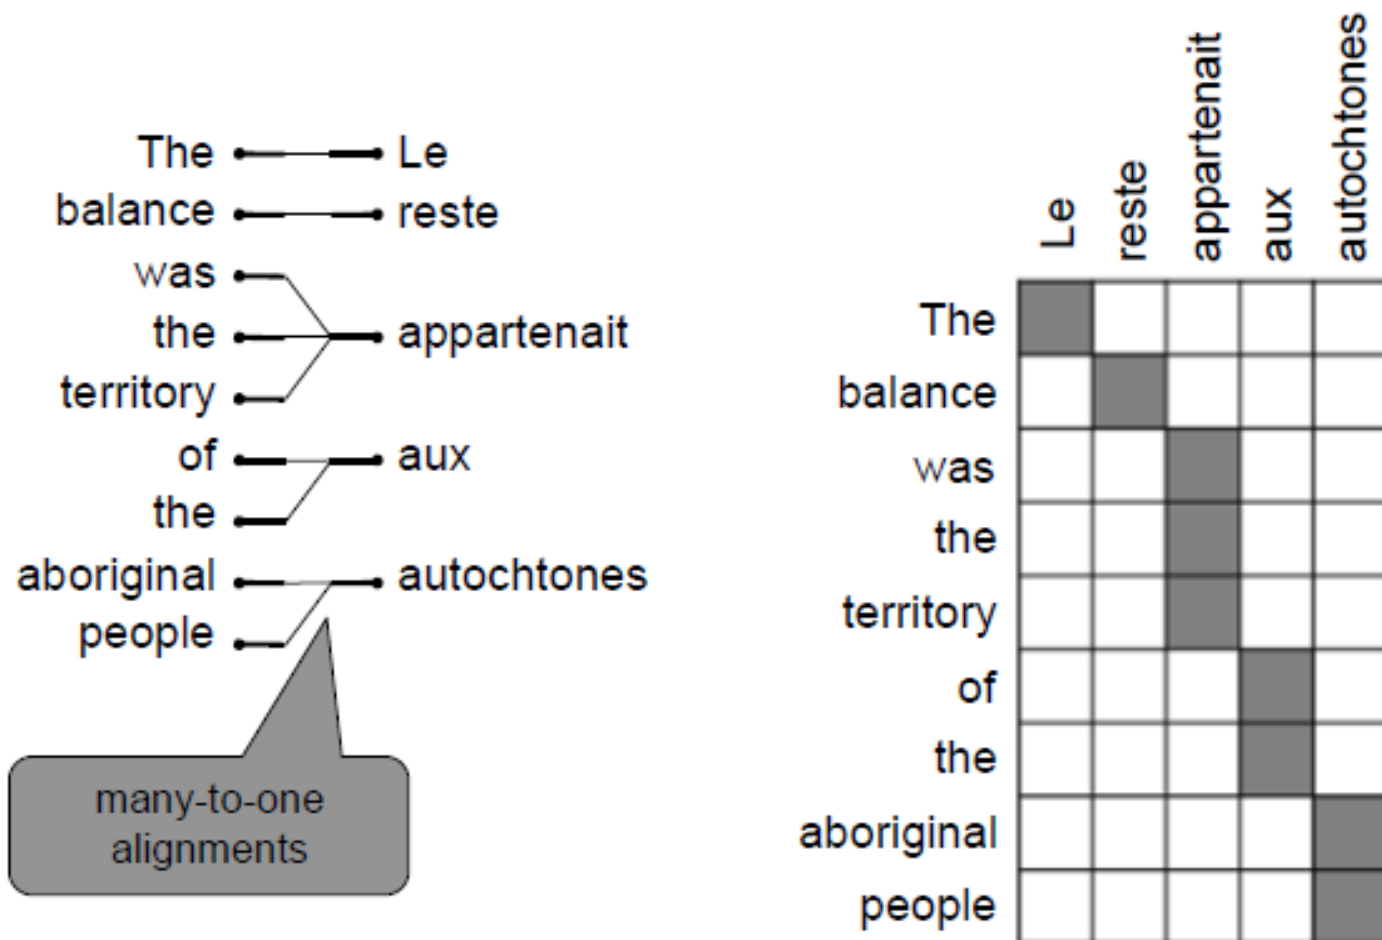 The Le
balance reste
was
the appartenait
territory
of aux
the
aboriginal autochtones
people
many-to-one
alignments
Le reste appartenait aux autochtones
The
balance
was
the
territory
of
the
aboriginal
people